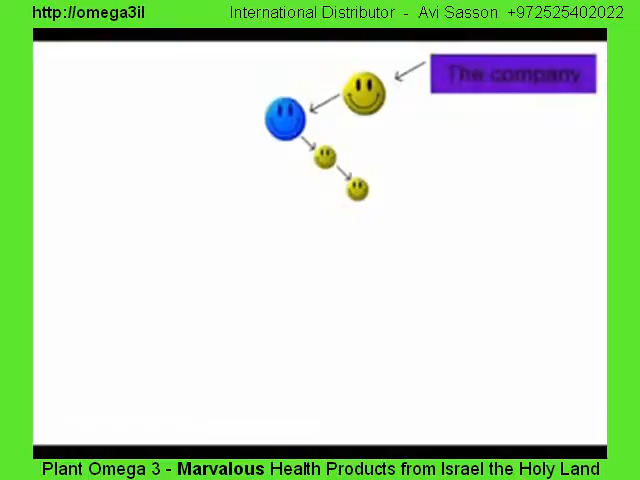 http://omega3il
International Distributor - Avi Sasson +972525402022
The company
Plant Omega 3 - Marvalous Health Products from Israel the Holy Land